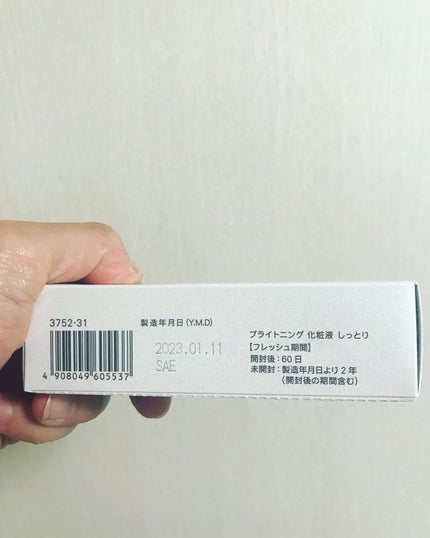 3752-31
4 908049 605537
製造年月日(Y.M.D)
2023.01.11
SAE
ブライトニング 化粧液 しっとり
【フレッシュ期間】
開封後:60日
未開封:製造年月日より2年
(開封後の期間含む)